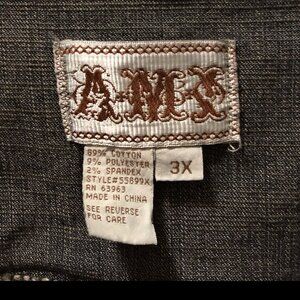 A·M·S
89% COTTON
9% POLYESTER
2% SPANDEX
STYLE#55899X
RN 63963
MADE IN CHINA
SEE REVERSE
FOR CARE
3X